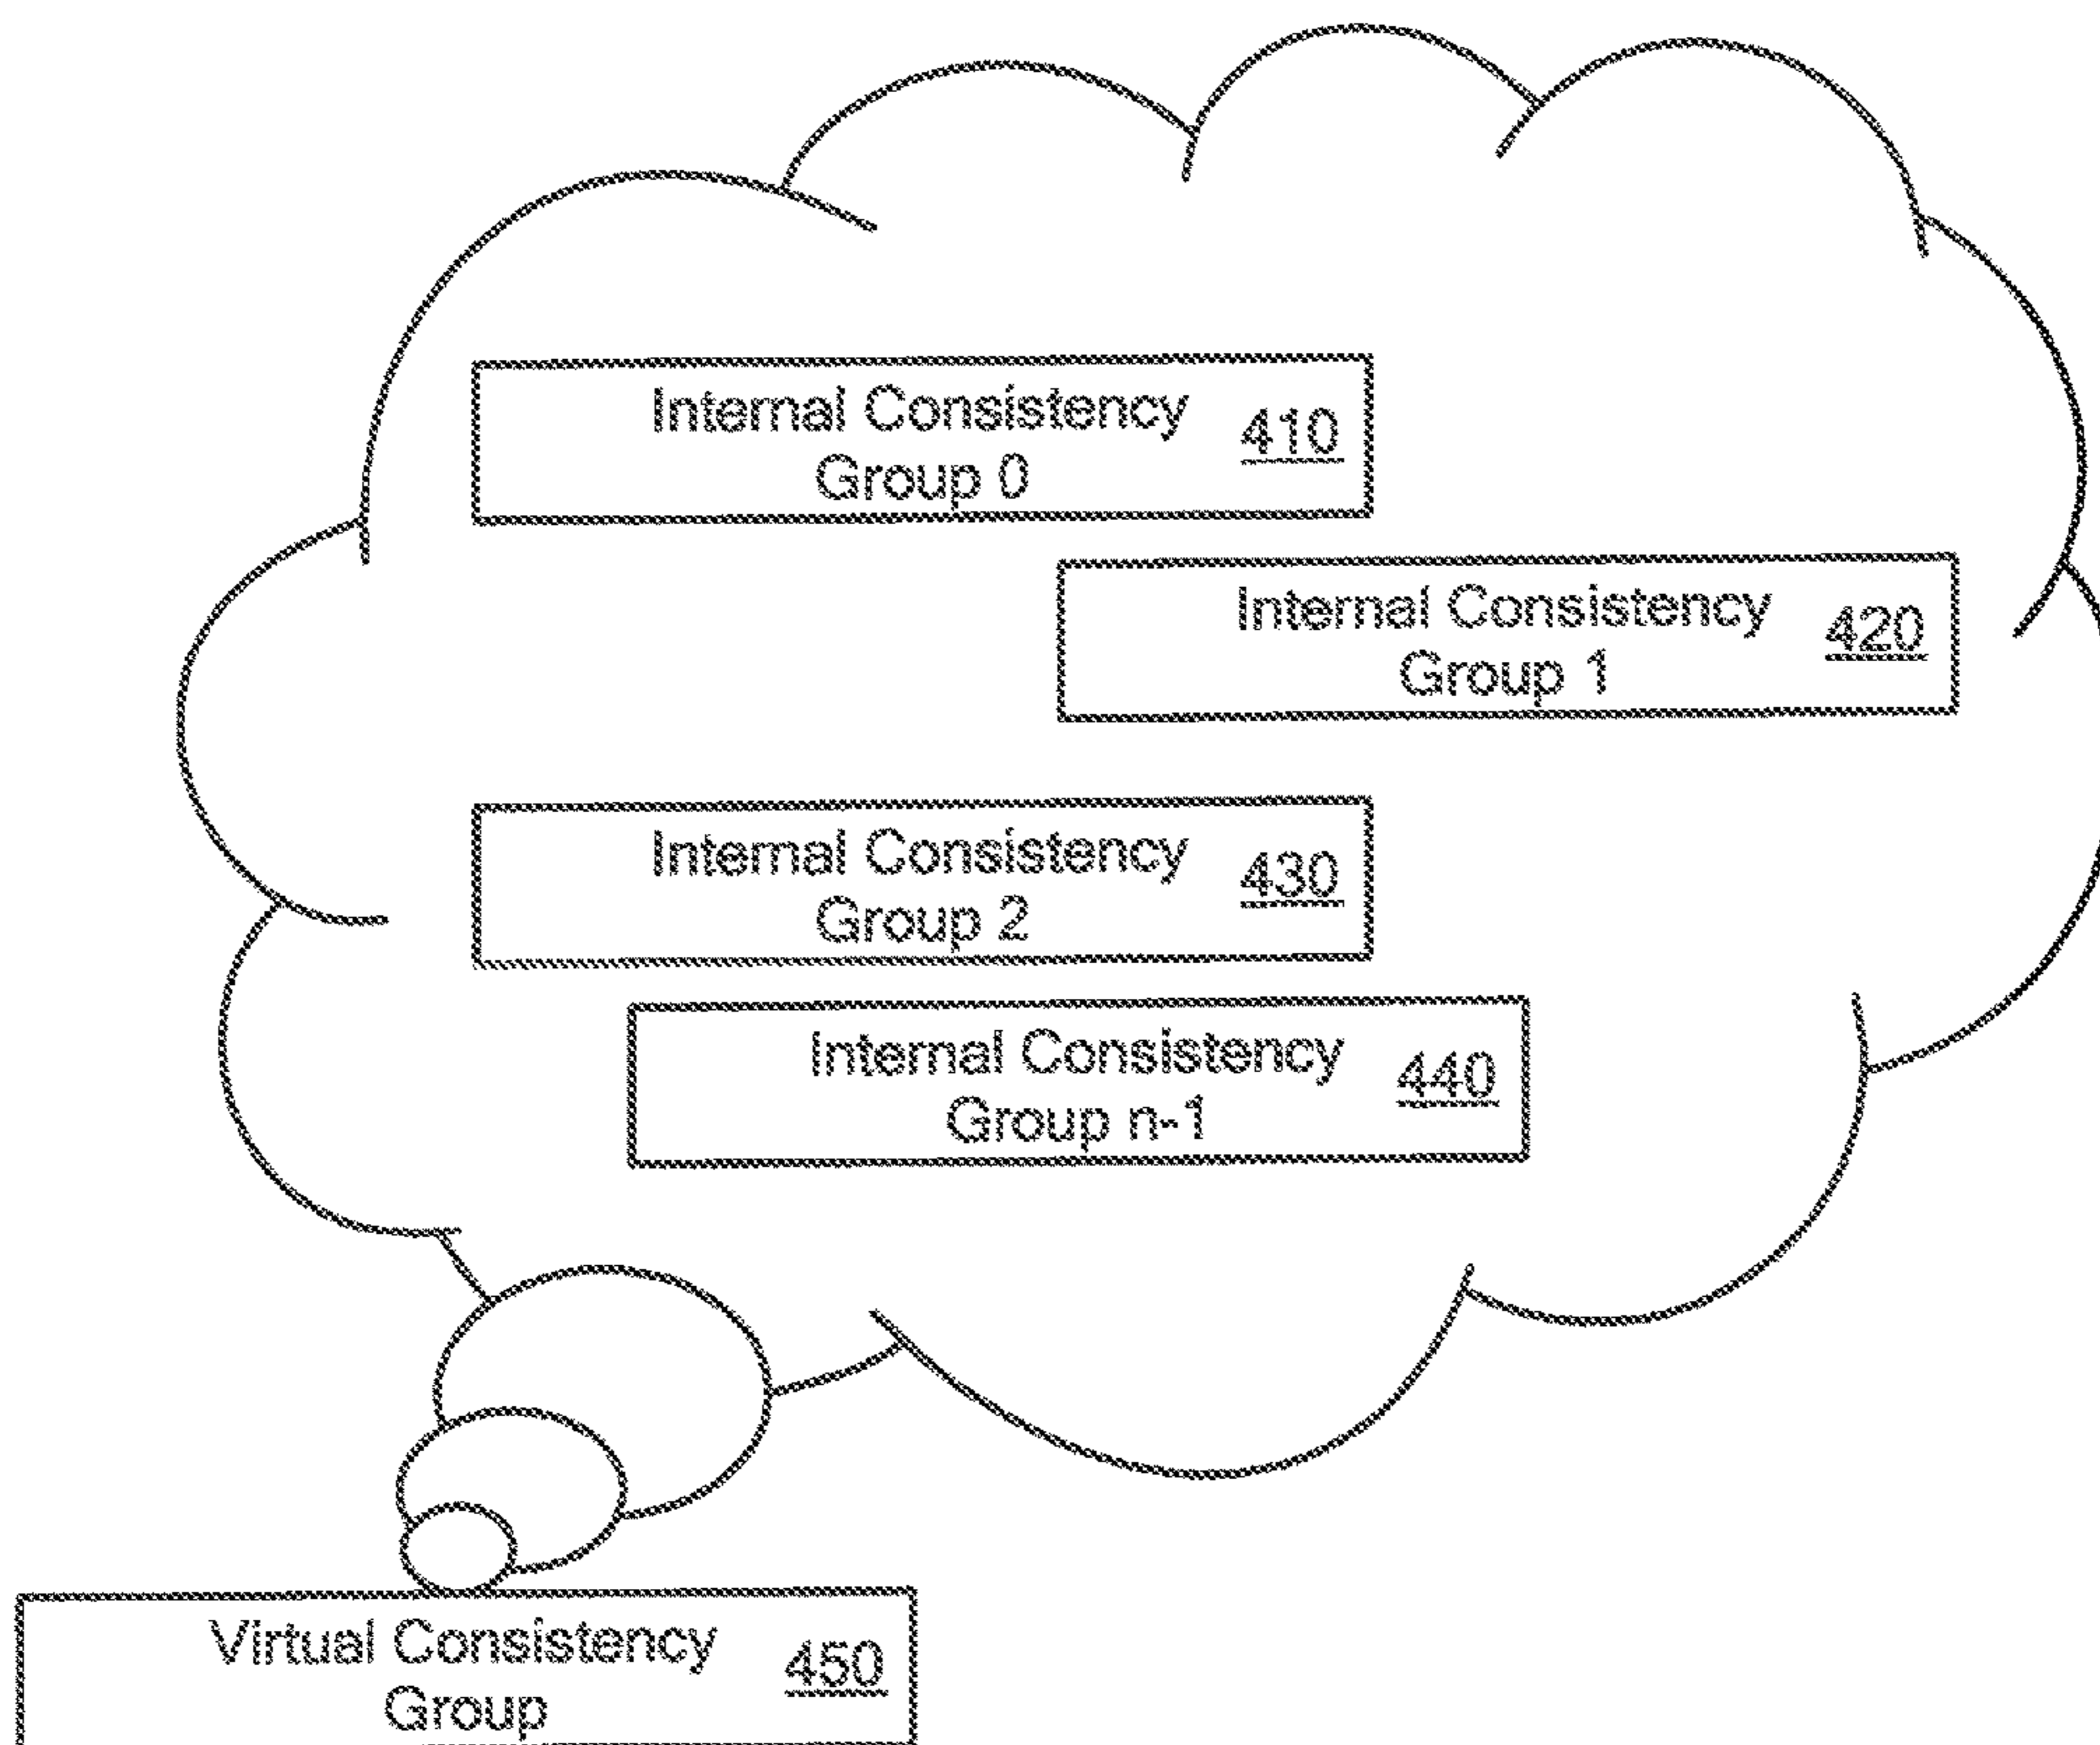 Internal Consistency
Group 0
410
Internal Consistency
Group 1
420
Internal Consistency
Group 2
430
Internal Consistency
Group n-1
440
Virtual Consistency
Group
450